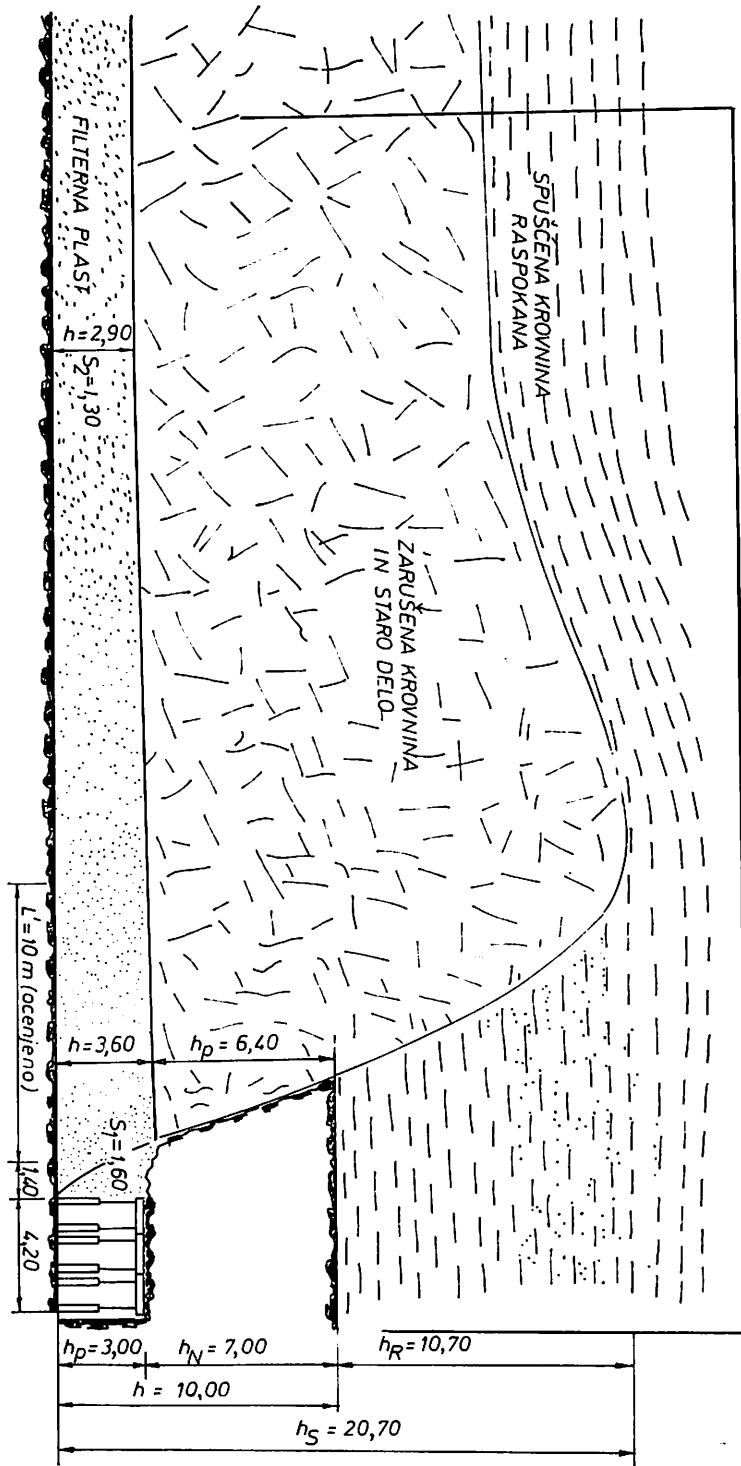 FILTERNA PLAST
SPUŠČENA KROVNINA
RASPOKANA
h=2,90
S₂=1,30
ZARUŠENA KROVNINA
IN STARO DELO
L'=10 m (ocenjeno)
h=3,60
hp= 6,40
S₁=1,60
1,40
4,20
hp=3,00
hN= 7,00
hR=10,70
h = 10,00
hS = 20,70